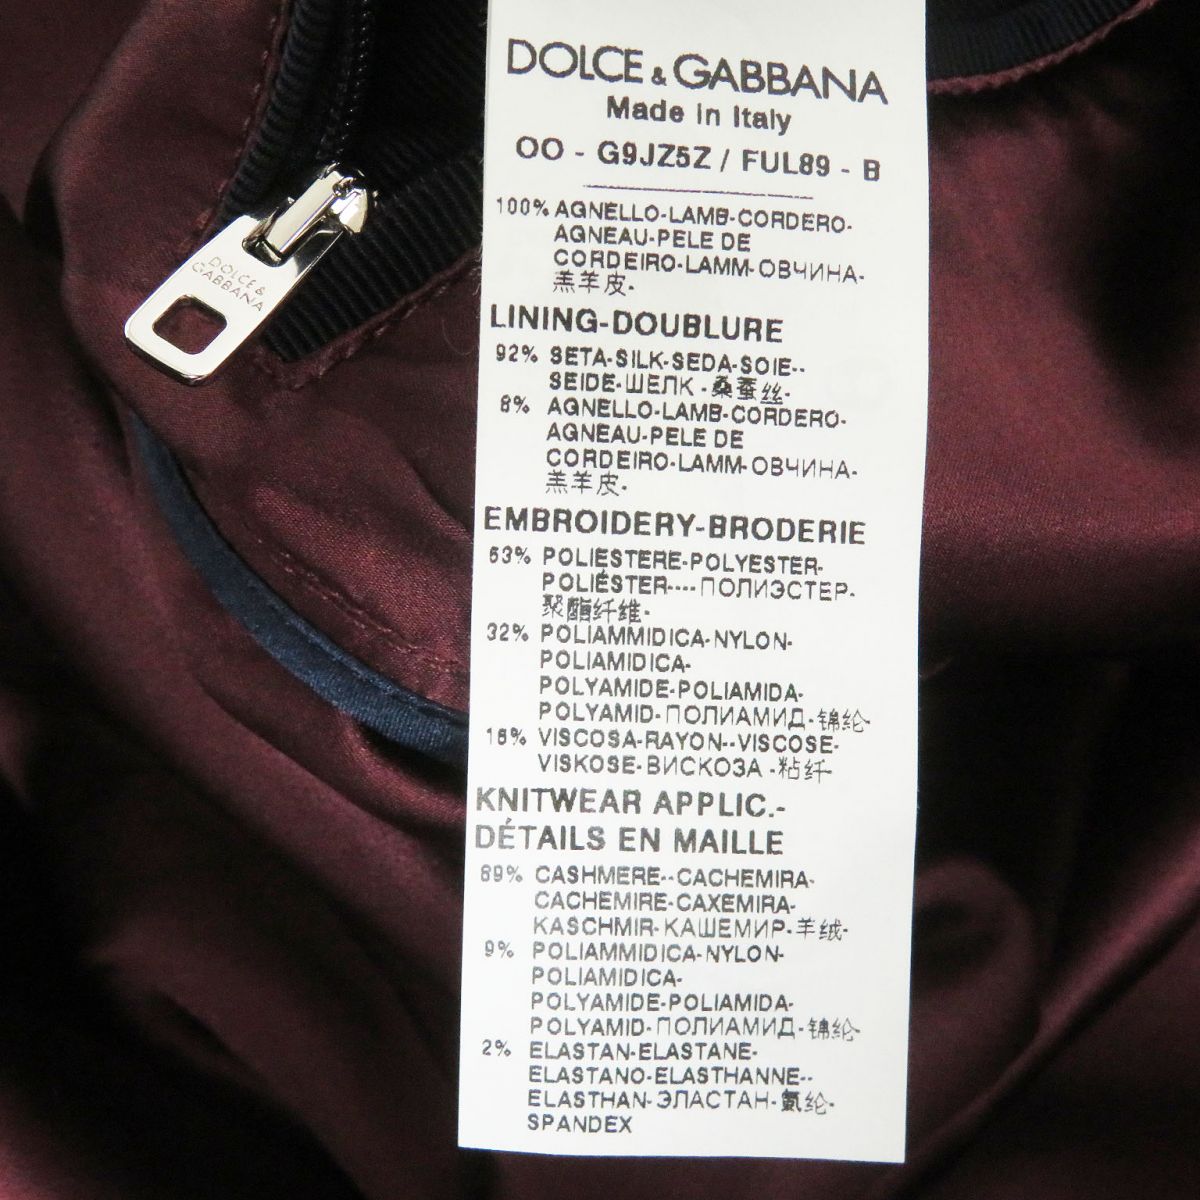 DOLCE & GABBANA
Made in Italy
OO - G9JZ5Z / FUL89 - B
100% AGNELLO-LAMB-CORDERO-
AGNEAU-PELE DE
CORDEIRO-LAMM-ОВЧИНА-
羔羊皮-
LINING-DOUBLURE
92% SETA-SILK-SEDA-SOIE--
SEIDE-ШЕЛК -桑蚕丝-
8% AGNELLO-LAMB-CORDERO-
AGNEAU-PELE DE
CORDEIRO-LAMM-ОВЧИНА-
羔羊皮-
EMBROIDERY-BRODERIE
53% POLIESTERE-POLYESTER-
POLIÉSTER----ПОЛИЭСТЕР-
聚酯纤维-
32% POLIAMMIDICA-NYLON-
POLIAMIDICA-
POLYAMIDE-POLIAMIDA-
POLYAMID-ПОЛИАМИД-锦纶-
15% VISCOSA-RAYON--VISCOSE-
VISKOSE-ВИСКОЗА -粘纤-
KNITWEAR APPLIC.-
DÉTAILS EN MAILLE
89% CASHMERE--CACHEMIRA-
CACHEMIRE-CAXEMIRA-
KASCHMIR-КАШЕМИР-羊绒-
9% POLIAMMIDICA-NYLON-
POLIAMIDICA-
POLYAMIDE-POLIAMIDA-
POLYAMID-ПОЛИАМИД-锦纶-
2% ELASTAN-ELASTANE-
ELASTANO-ELASTHANNE--
ELASTHAN-ЭЛАСТАН-氨纶-
SPANDEX
DOLCE &
GABBANA